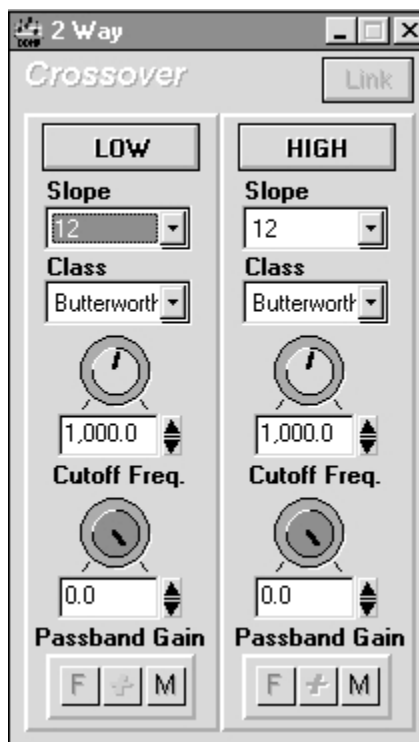 2 Way
Crossover
Link
LOW
Slope
12
Class
Butterworth
1,000.0
Cutoff Freq.
0.0
Passband Gain
F + M
HIGH
Slope
12
Class
Butterworth
1,000.0
Cutoff Freq.
0.0
Passband Gain
F + M